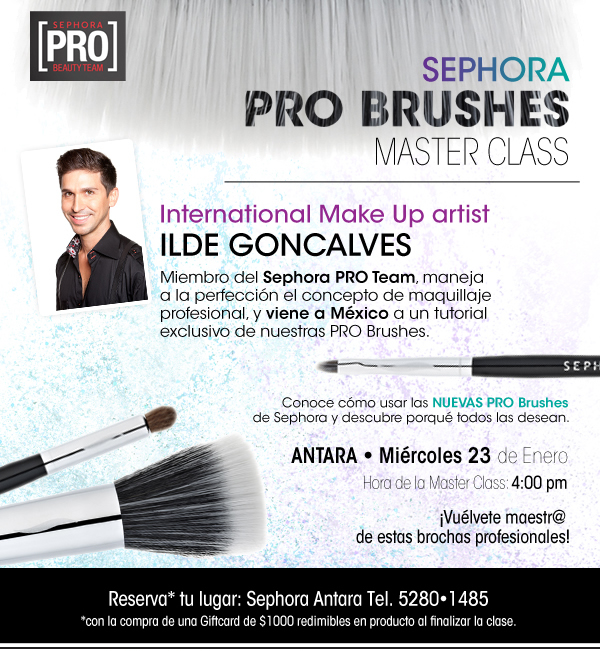 SEPHORA
[PRO]
BEAUTY TEAM
SEPHORA
PRO BRUSHES
MASTER CLASS
International Make Up artist
ILDE GONCALVES
Miembro del Sephora PRO Team, maneja
a la perfección el concepto de maquillaje
profesional, y viene a México a un tutorial
exclusivo de nuestras PRO Brushes.
SEPH
Conoce cómo usar las NUEVAS PRO Brushes
de Sephora y descubre porqué todos las desean.
ANTARA • Miércoles 23 de Enero
Hora de la Master Class: 4:00 pm
¡Vuélvete maestr@
de estas brochas profesionales!
Reserva* tu lugar: Sephora Antara Tel. 5280•1485
*con la compra de una Giftcard de $1000 redimibles en producto al finalizar la clase.